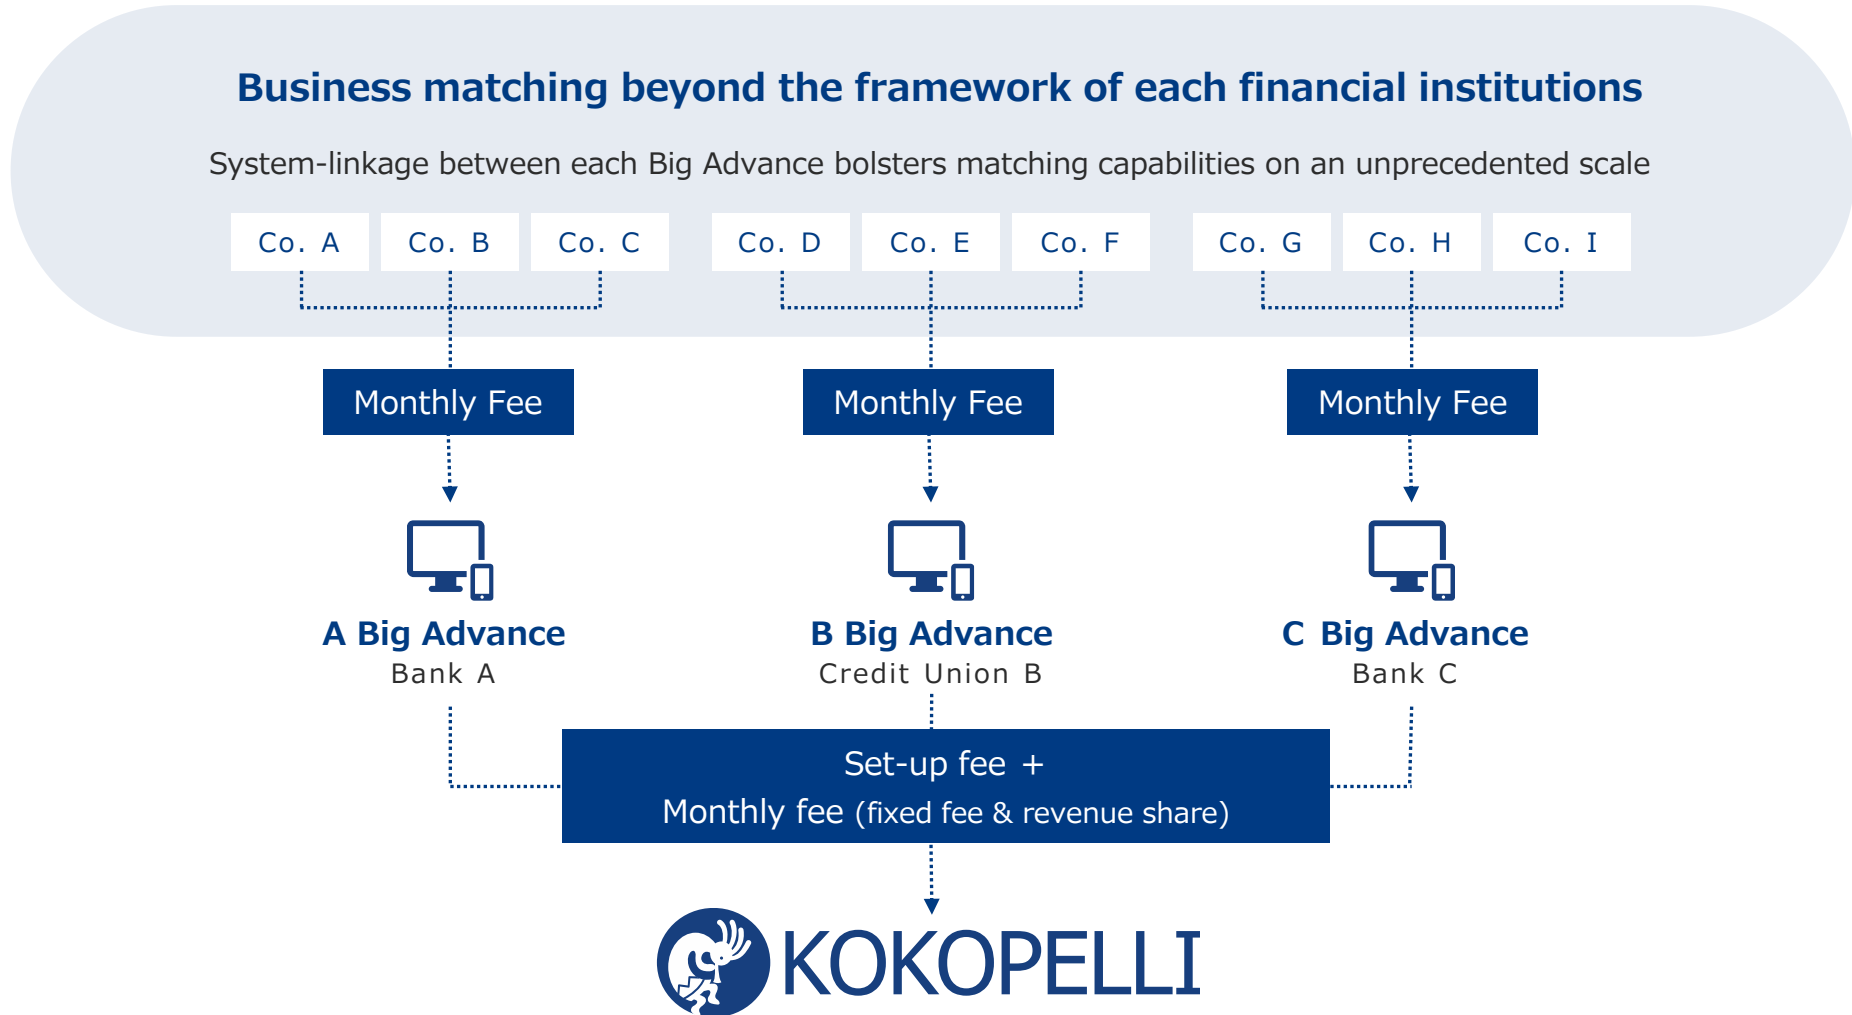 Business matching beyond the framework of each financial institutions
System-linkage between each Big Advance bolsters matching capabilities on an unprecedented scale
Co. A
Co. B
Co. C
Co. D
Co. E
Co. F
Co. G
Co. H
Co. I
Monthly Fee
Monthly Fee
Monthly Fee
A Big Advance
Bank A
B Big Advance
Credit Union B
C Big Advance
Bank C
Set-up fee +
Monthly fee (fixed fee & revenue share)
KOKOPELLI